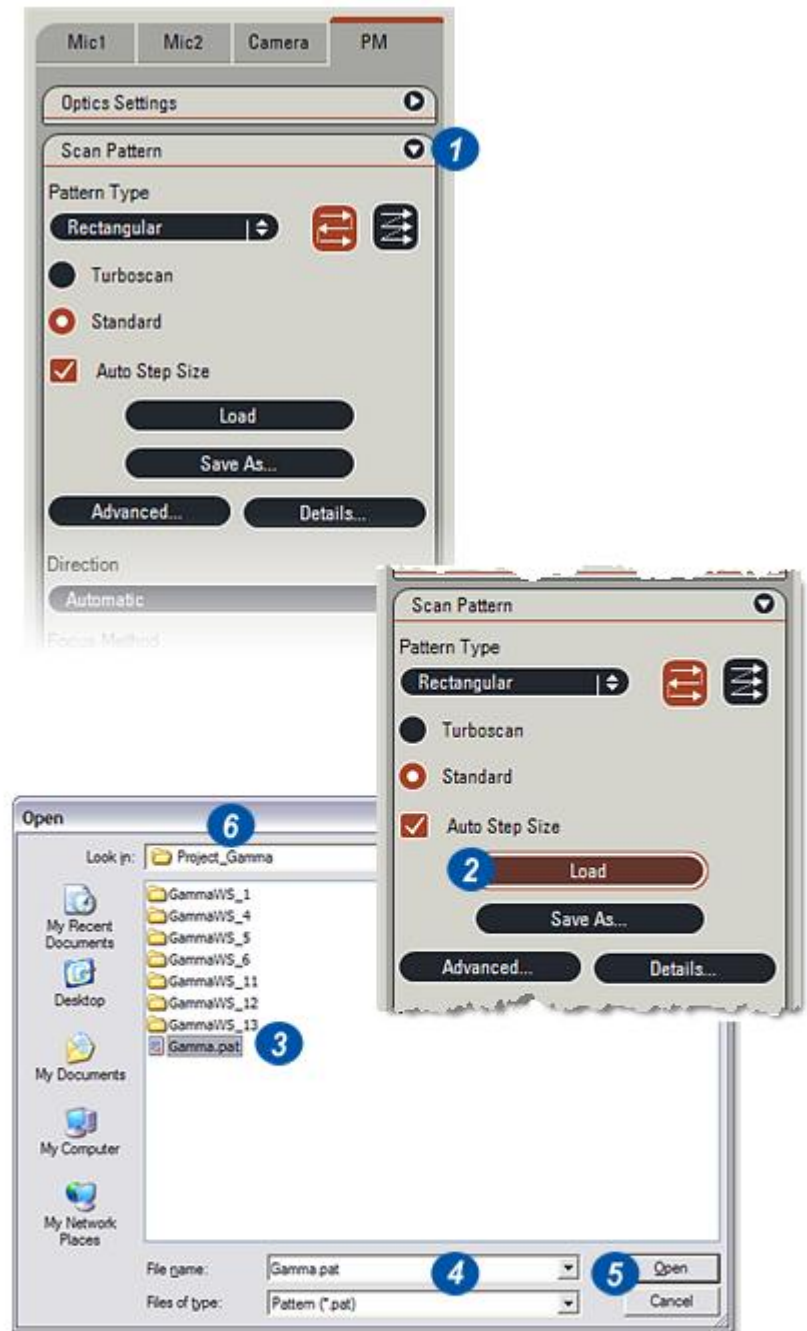 Mic1 Mic2 Camera PM
Optics Settings
Scan Pattern 1
Pattern Type
Rectangular
Turboscan
Standard
Auto Step Size
Load
Save As...
Advanced... Details...
Direction
Automatic
Focus Method
Scan Pattern
Pattern Type
Rectangular
Turboscan
Standard
Auto Step Size
2 Load
Save As...
Advanced... Details...
Open 6
Look in: Project_Gamma
My Recent
Documents
Desktop
My Documents
My Computer
My Network
Places
GammaWS_1
GammaWS_4
GammaWS_5
GammaWS_6
GammaWS_11
GammaWS_12
GammaWS_13
Gamma.pat 3
File name: Gamma.pat 4 5 Open
Files of type: Pattern (*.pat) Cancel